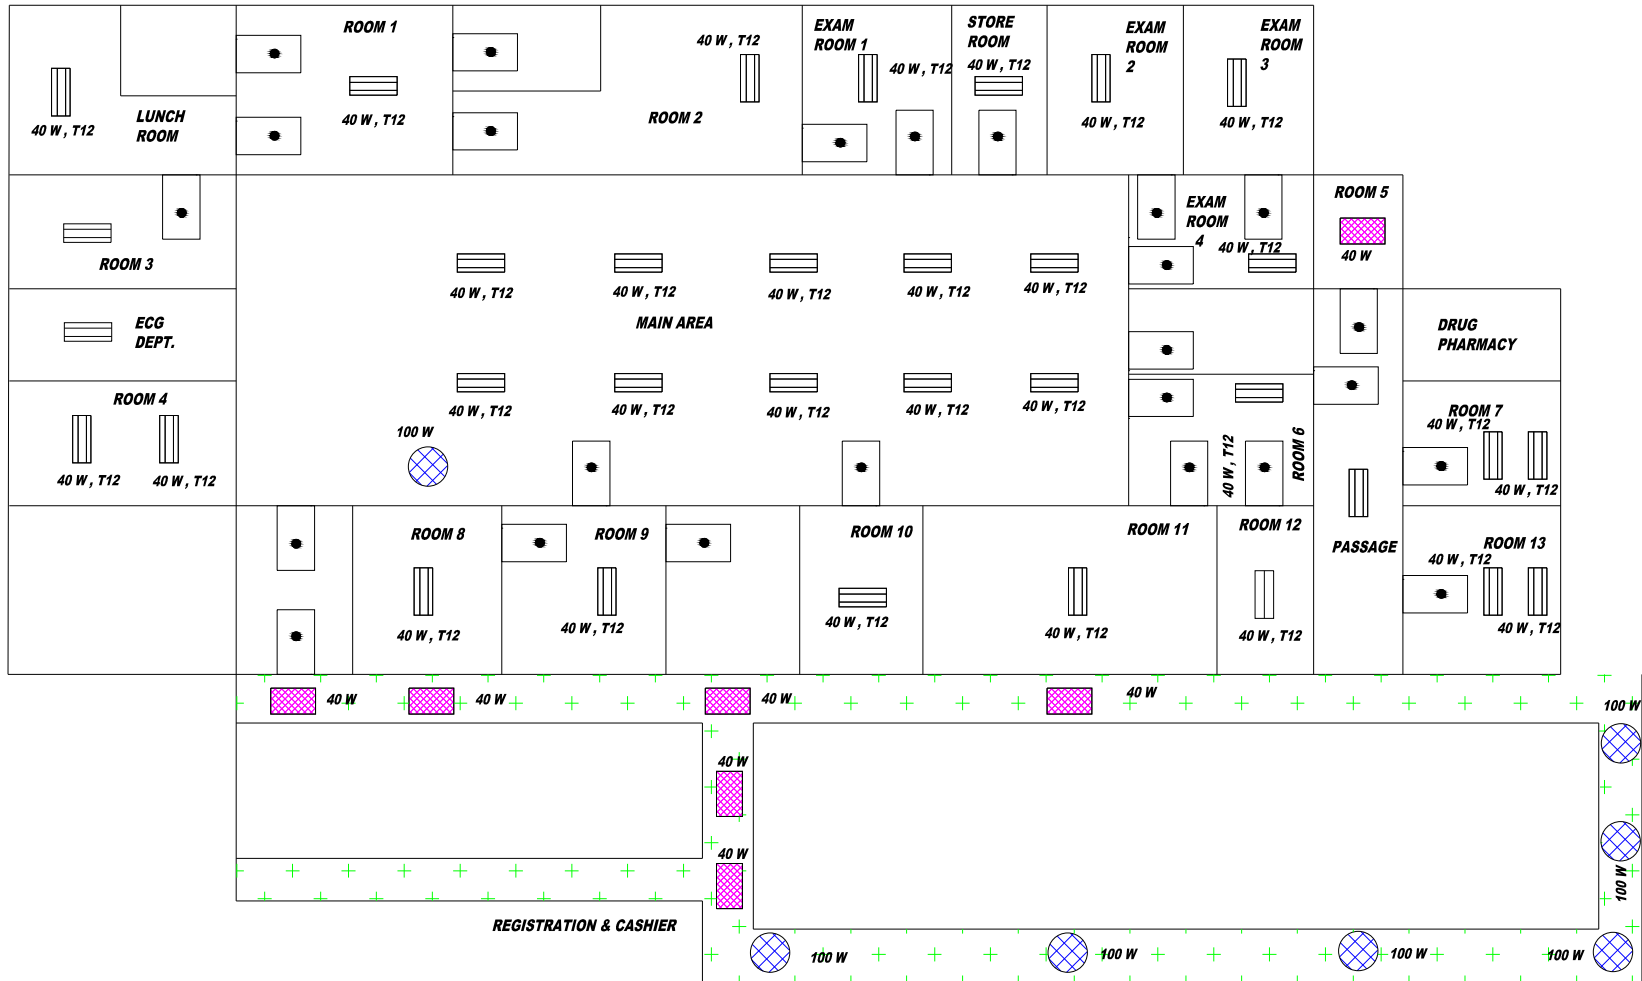 ROOM 1
EXAM
ROOM 1
STORE
ROOM
EXAM
ROOM
2
EXAM
ROOM
3
40 W , T12
40 W , T12
40 W , T12
LUNCH
ROOM
40 W , T12
40 W , T12
ROOM 2
40 W , T12
40 W , T12
ROOM 5
EXAM
ROOM
4
40 W , T12
40 W
ROOM 3
40 W , T12
40 W , T12
40 W , T12
40 W , T12
40 W , T12
MAIN AREA
ECG
DEPT.
DRUG
PHARMACY
ROOM 4
40 W , T12
40 W , T12
40 W , T12
40 W , T12
40 W , T12
ROOM 7
40 W , T12
100 W
40 W , T12
ROOM 6
40 W , T12
40 W , T12
40 W , T12
ROOM 8
ROOM 9
ROOM 10
ROOM 11
ROOM 12
PASSAGE
ROOM 13
40 W , T12
40 W , T12
40 W , T12
40 W , T12
40 W , T12
40 W , T12
40 W , T12
40 W
40 W
40 W
40 W
100 W
40 W
40 W
100 W
REGISTRATION & CASHIER
100 W
100 W
100 W
100 W